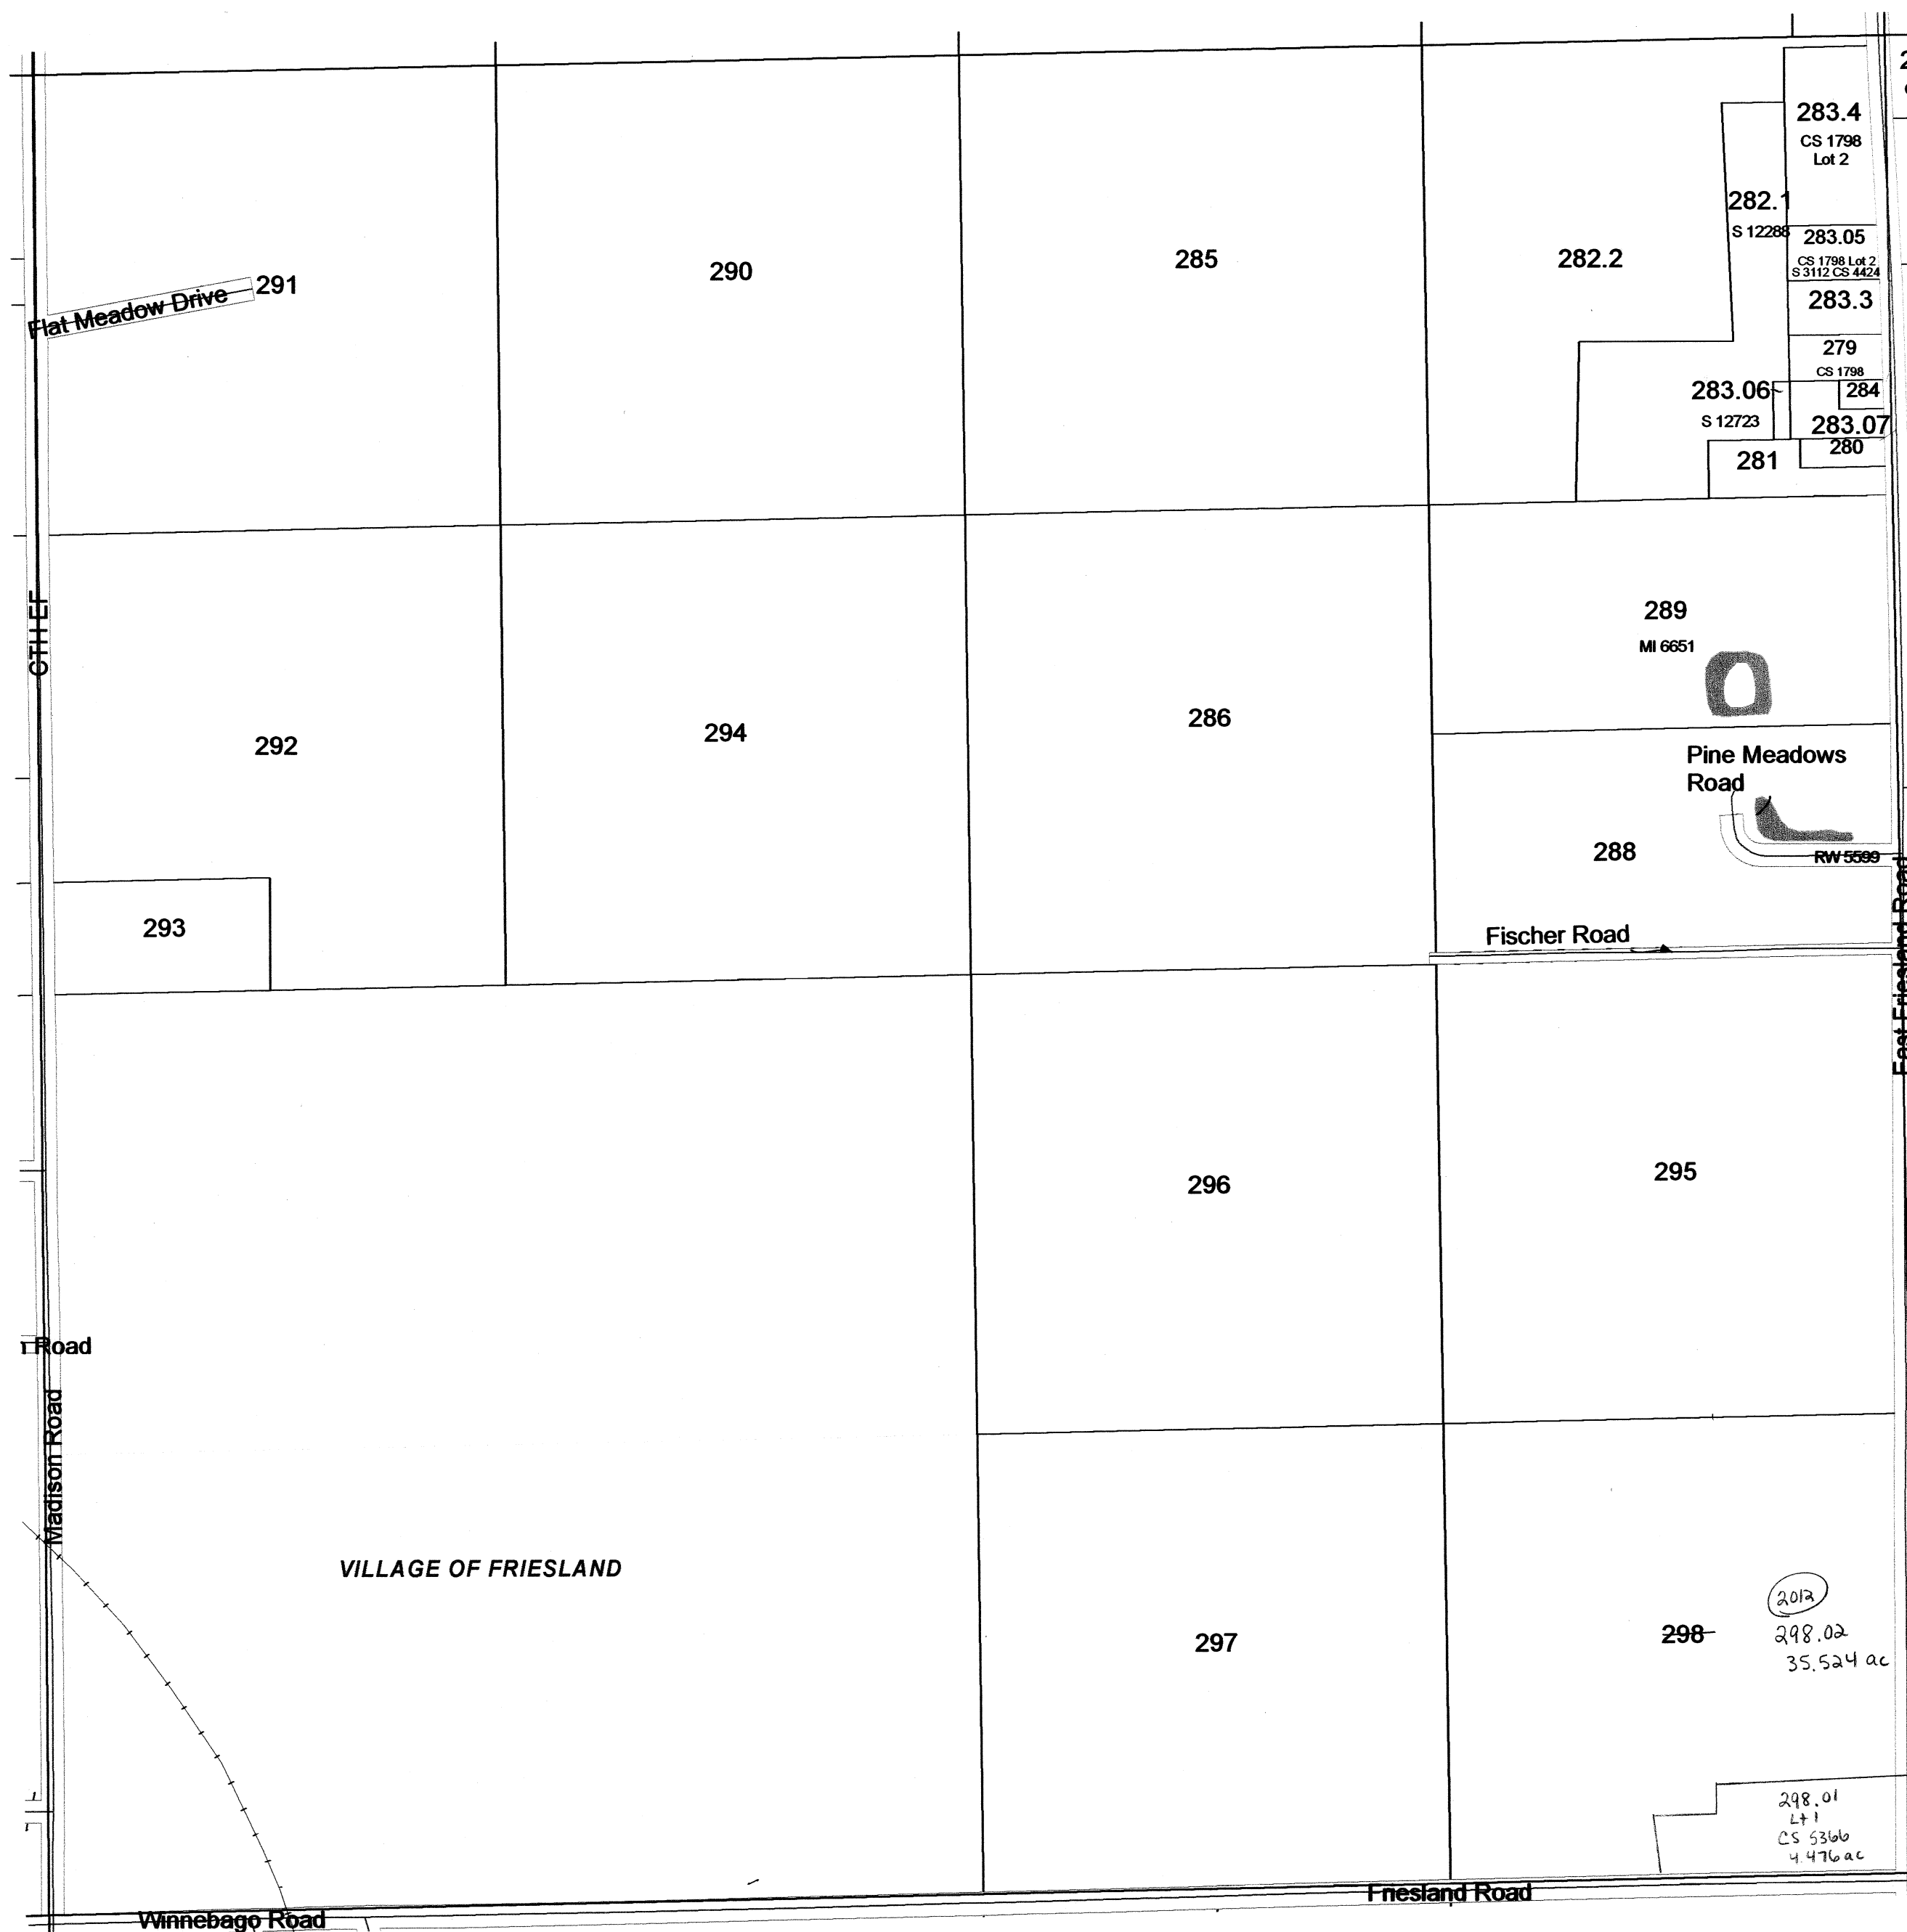 283.4
CS 1798
Lot 2
282.1
S 12288
283.05
CS 1798 Lot 2
S 3112 CS 4424
283.3
279
CS 1798
284
283.06
S 12723
283.07
280
281
282.2
285
290
291
Flat Meadow Drive
CTH EF
289
MI 6651
286
294
292
Pine Meadows
Road
288
RW 5599
293
Fischer Road
East Friesland Road
296
295
Road
Madison Road
VILLAGE OF FRIESLAND
297
298
2012
298.02
35.524 ac
298.01
Lt 1
CS 5366
4.476 ac
Friesland Road
Winnebago Road